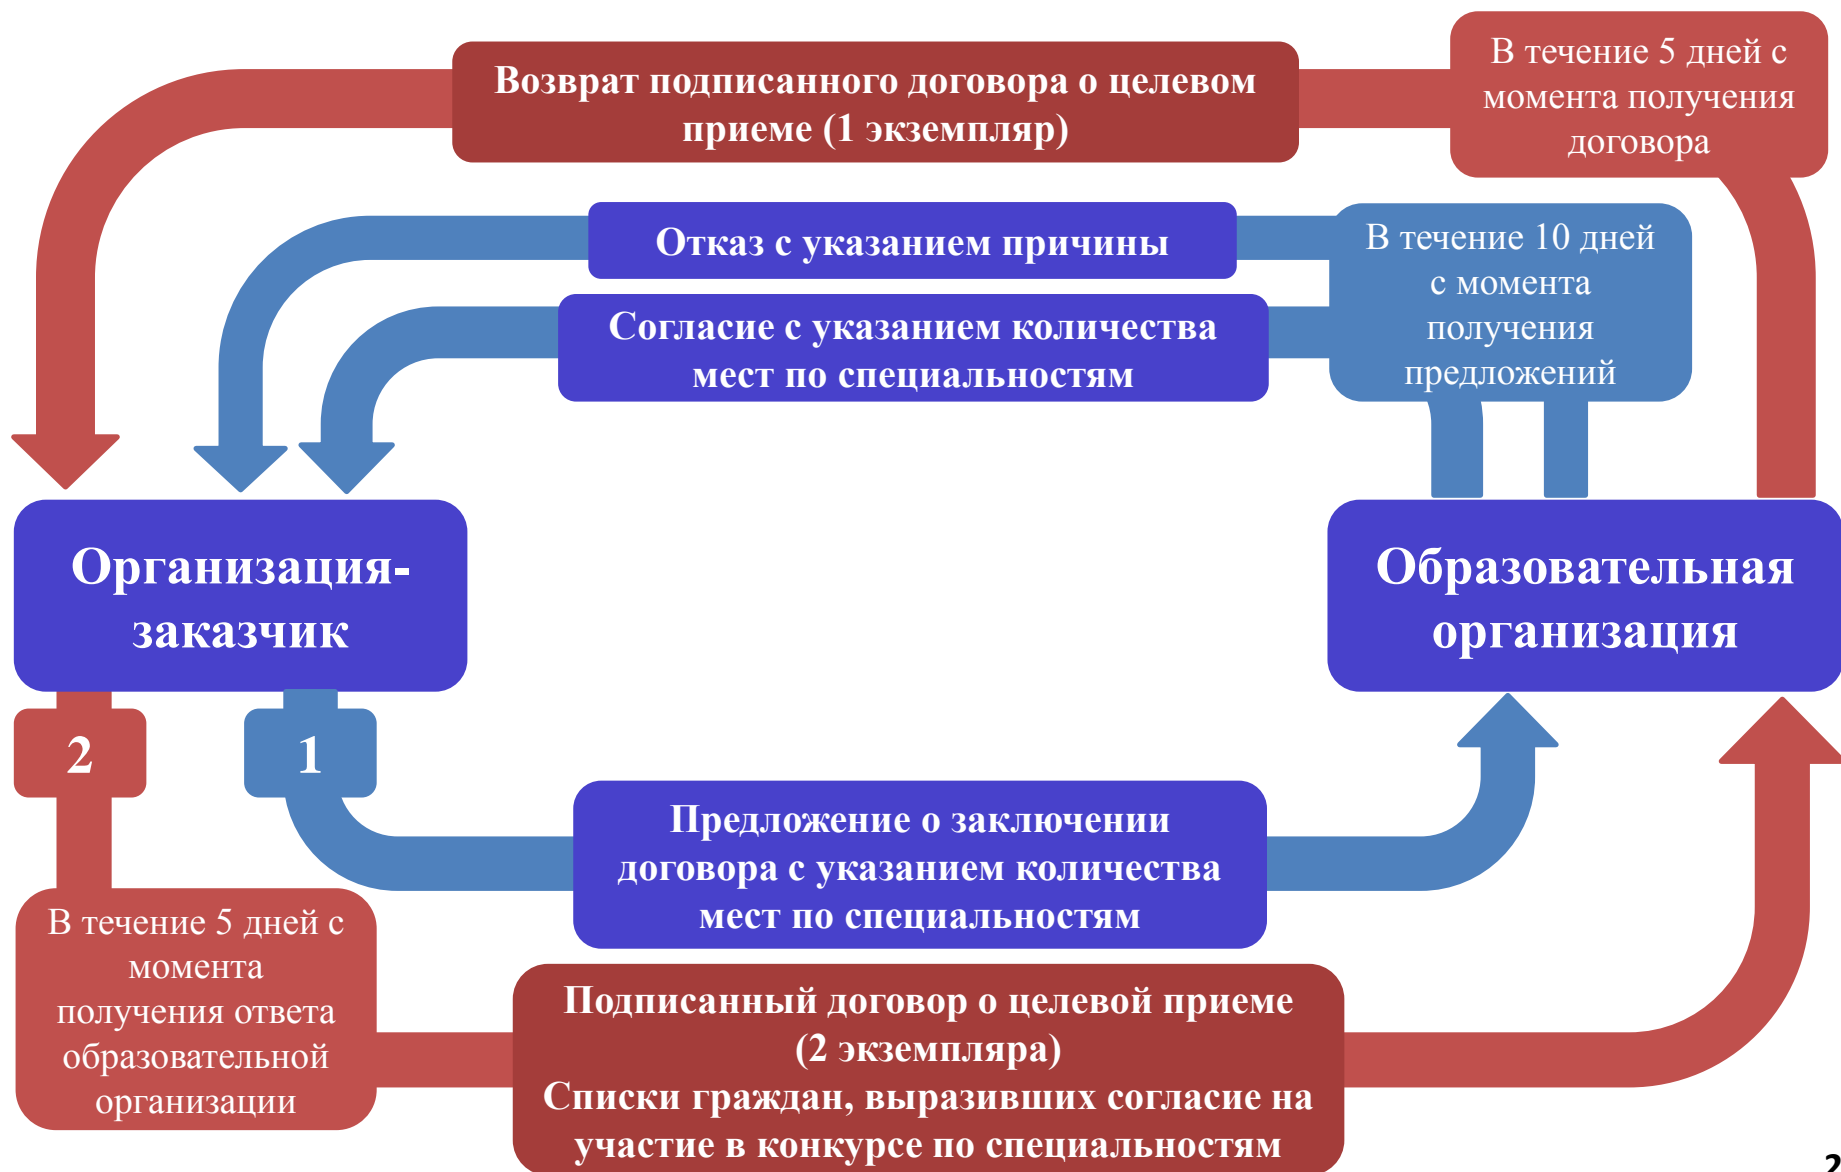 Возврат подписанного договора о целевом
приеме (1 экземпляр)
В течение 5 дней с
момента получения
договора
Отказ с указанием причины
Согласие с указанием количества
мест по специальностям
В течение 10 дней
с момента
получения
предложений
Организация-
заказчик
Образовательная
организация
2
1
Предложение о заключении
договора с указанием количества
мест по специальностям
В течение 5 дней с
момента
получения ответа
образовательной
организации
Подписанный договор о целевой приеме
(2 экземпляра)
Списки граждан, выразивших согласие на
участие в конкурсе по специальностям
2